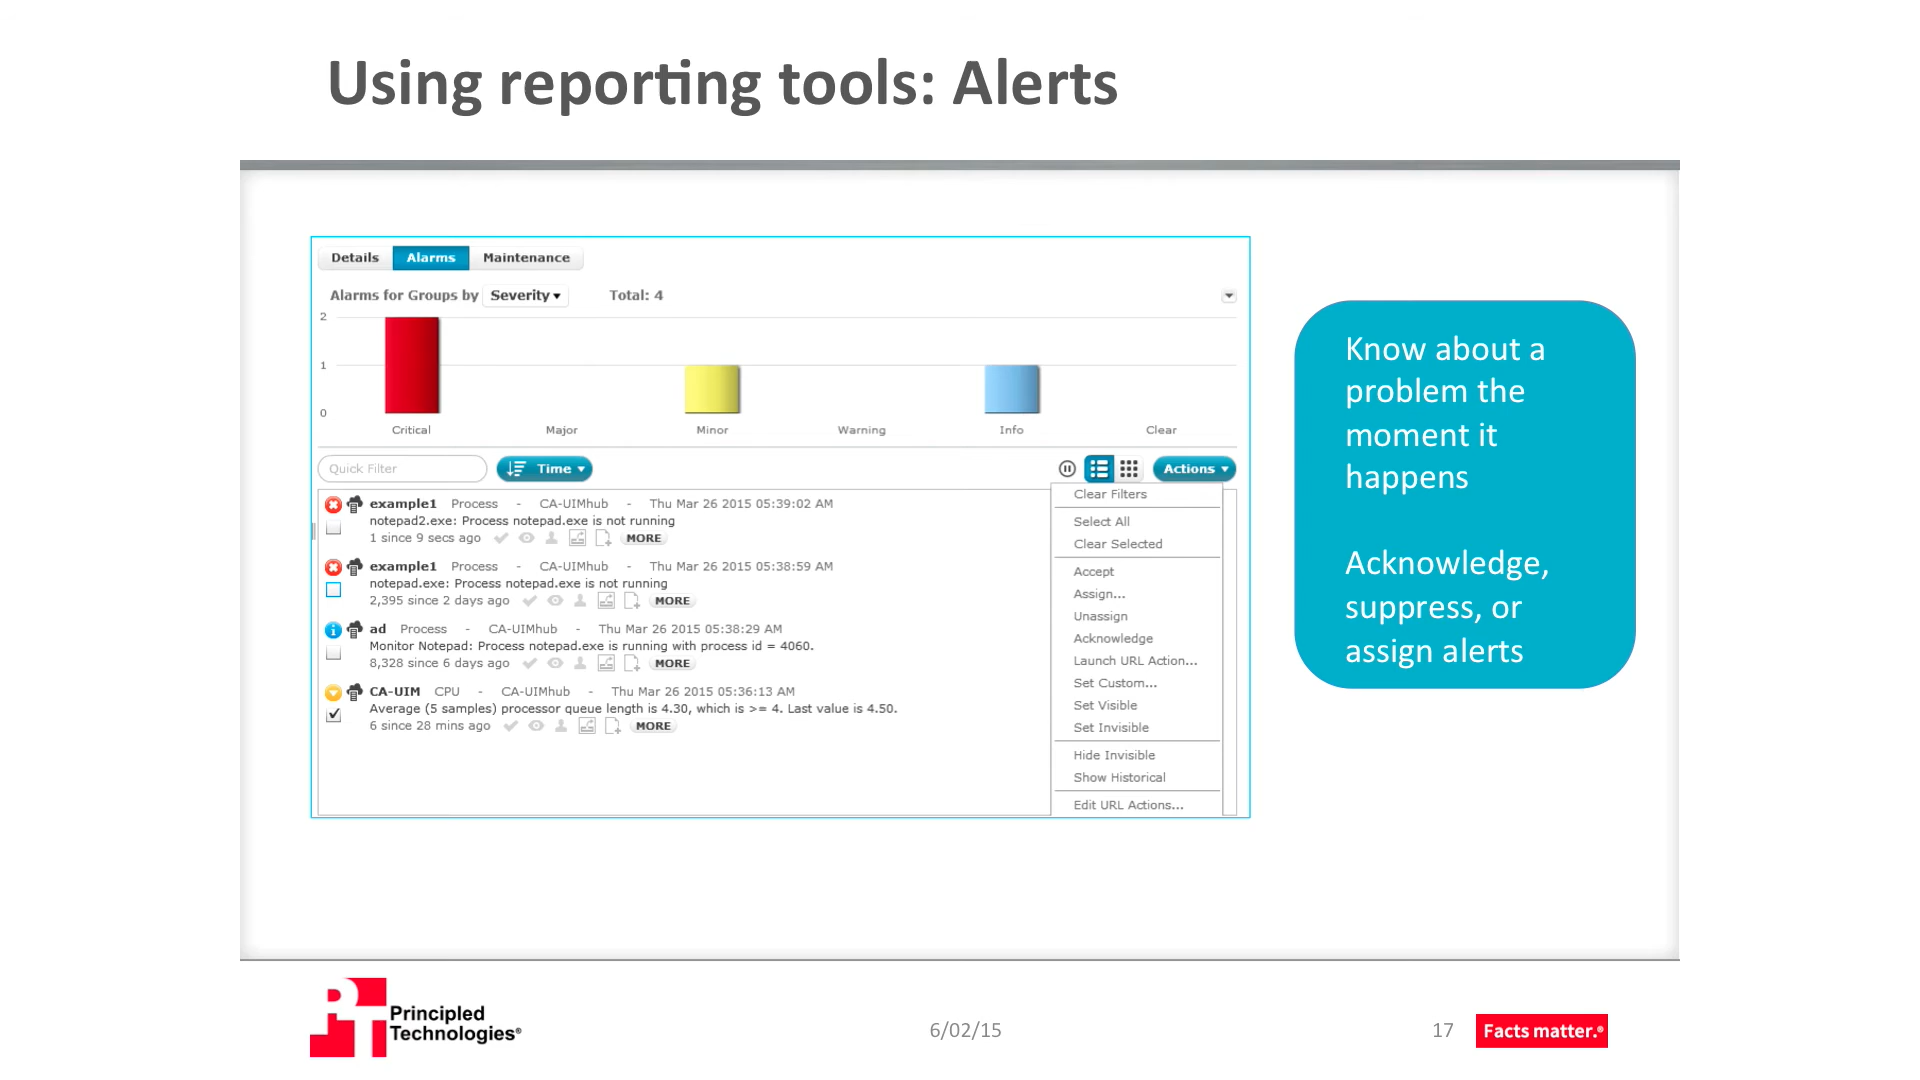 Using reporting tools: Alerts
Details Alarms Maintenance
Alarms for Groups by Severity Total: 4
2
1
0
Critical Major Minor Warning Info Clear
Quick Filter Time Actions
example1 Process - CA-UIMhub - Thu Mar 26 2015 05:39:02 AM
notepad2.exe: Process notepad.exe is not running
1 since 9 secs ago MORE
example1 Process - CA-UIMhub - Thu Mar 26 2015 05:38:59 AM
notepad.exe: Process notepad.exe is not running
2,395 since 2 days ago MORE
ad Process - CA-UIMhub - Thu Mar 26 2015 05:38:29 AM
Monitor Notepad: Process notepad.exe is running with process id = 4060.
8,328 since 6 days ago MORE
CA-UIM CPU - CA-UIMhub - Thu Mar 26 2015 05:36:13 AM
Average (5 samples) processor queue length is 4.30, which is >= 4. Last value is 4.50.
6 since 28 mins ago MORE
Clear Filters
Select All
Clear Selected
Accept
Assign...
Unassign
Acknowledge
Launch URL Action...
Set Custom...
Set Visible
Set Invisible
Hide Invisible
Show Historical
Edit URL Actions...
Know about a
problem the
moment it
happens
Acknowledge,
suppress, or
assign alerts
PT
Principled
Technologies®
6/02/15
17
Facts matter.®